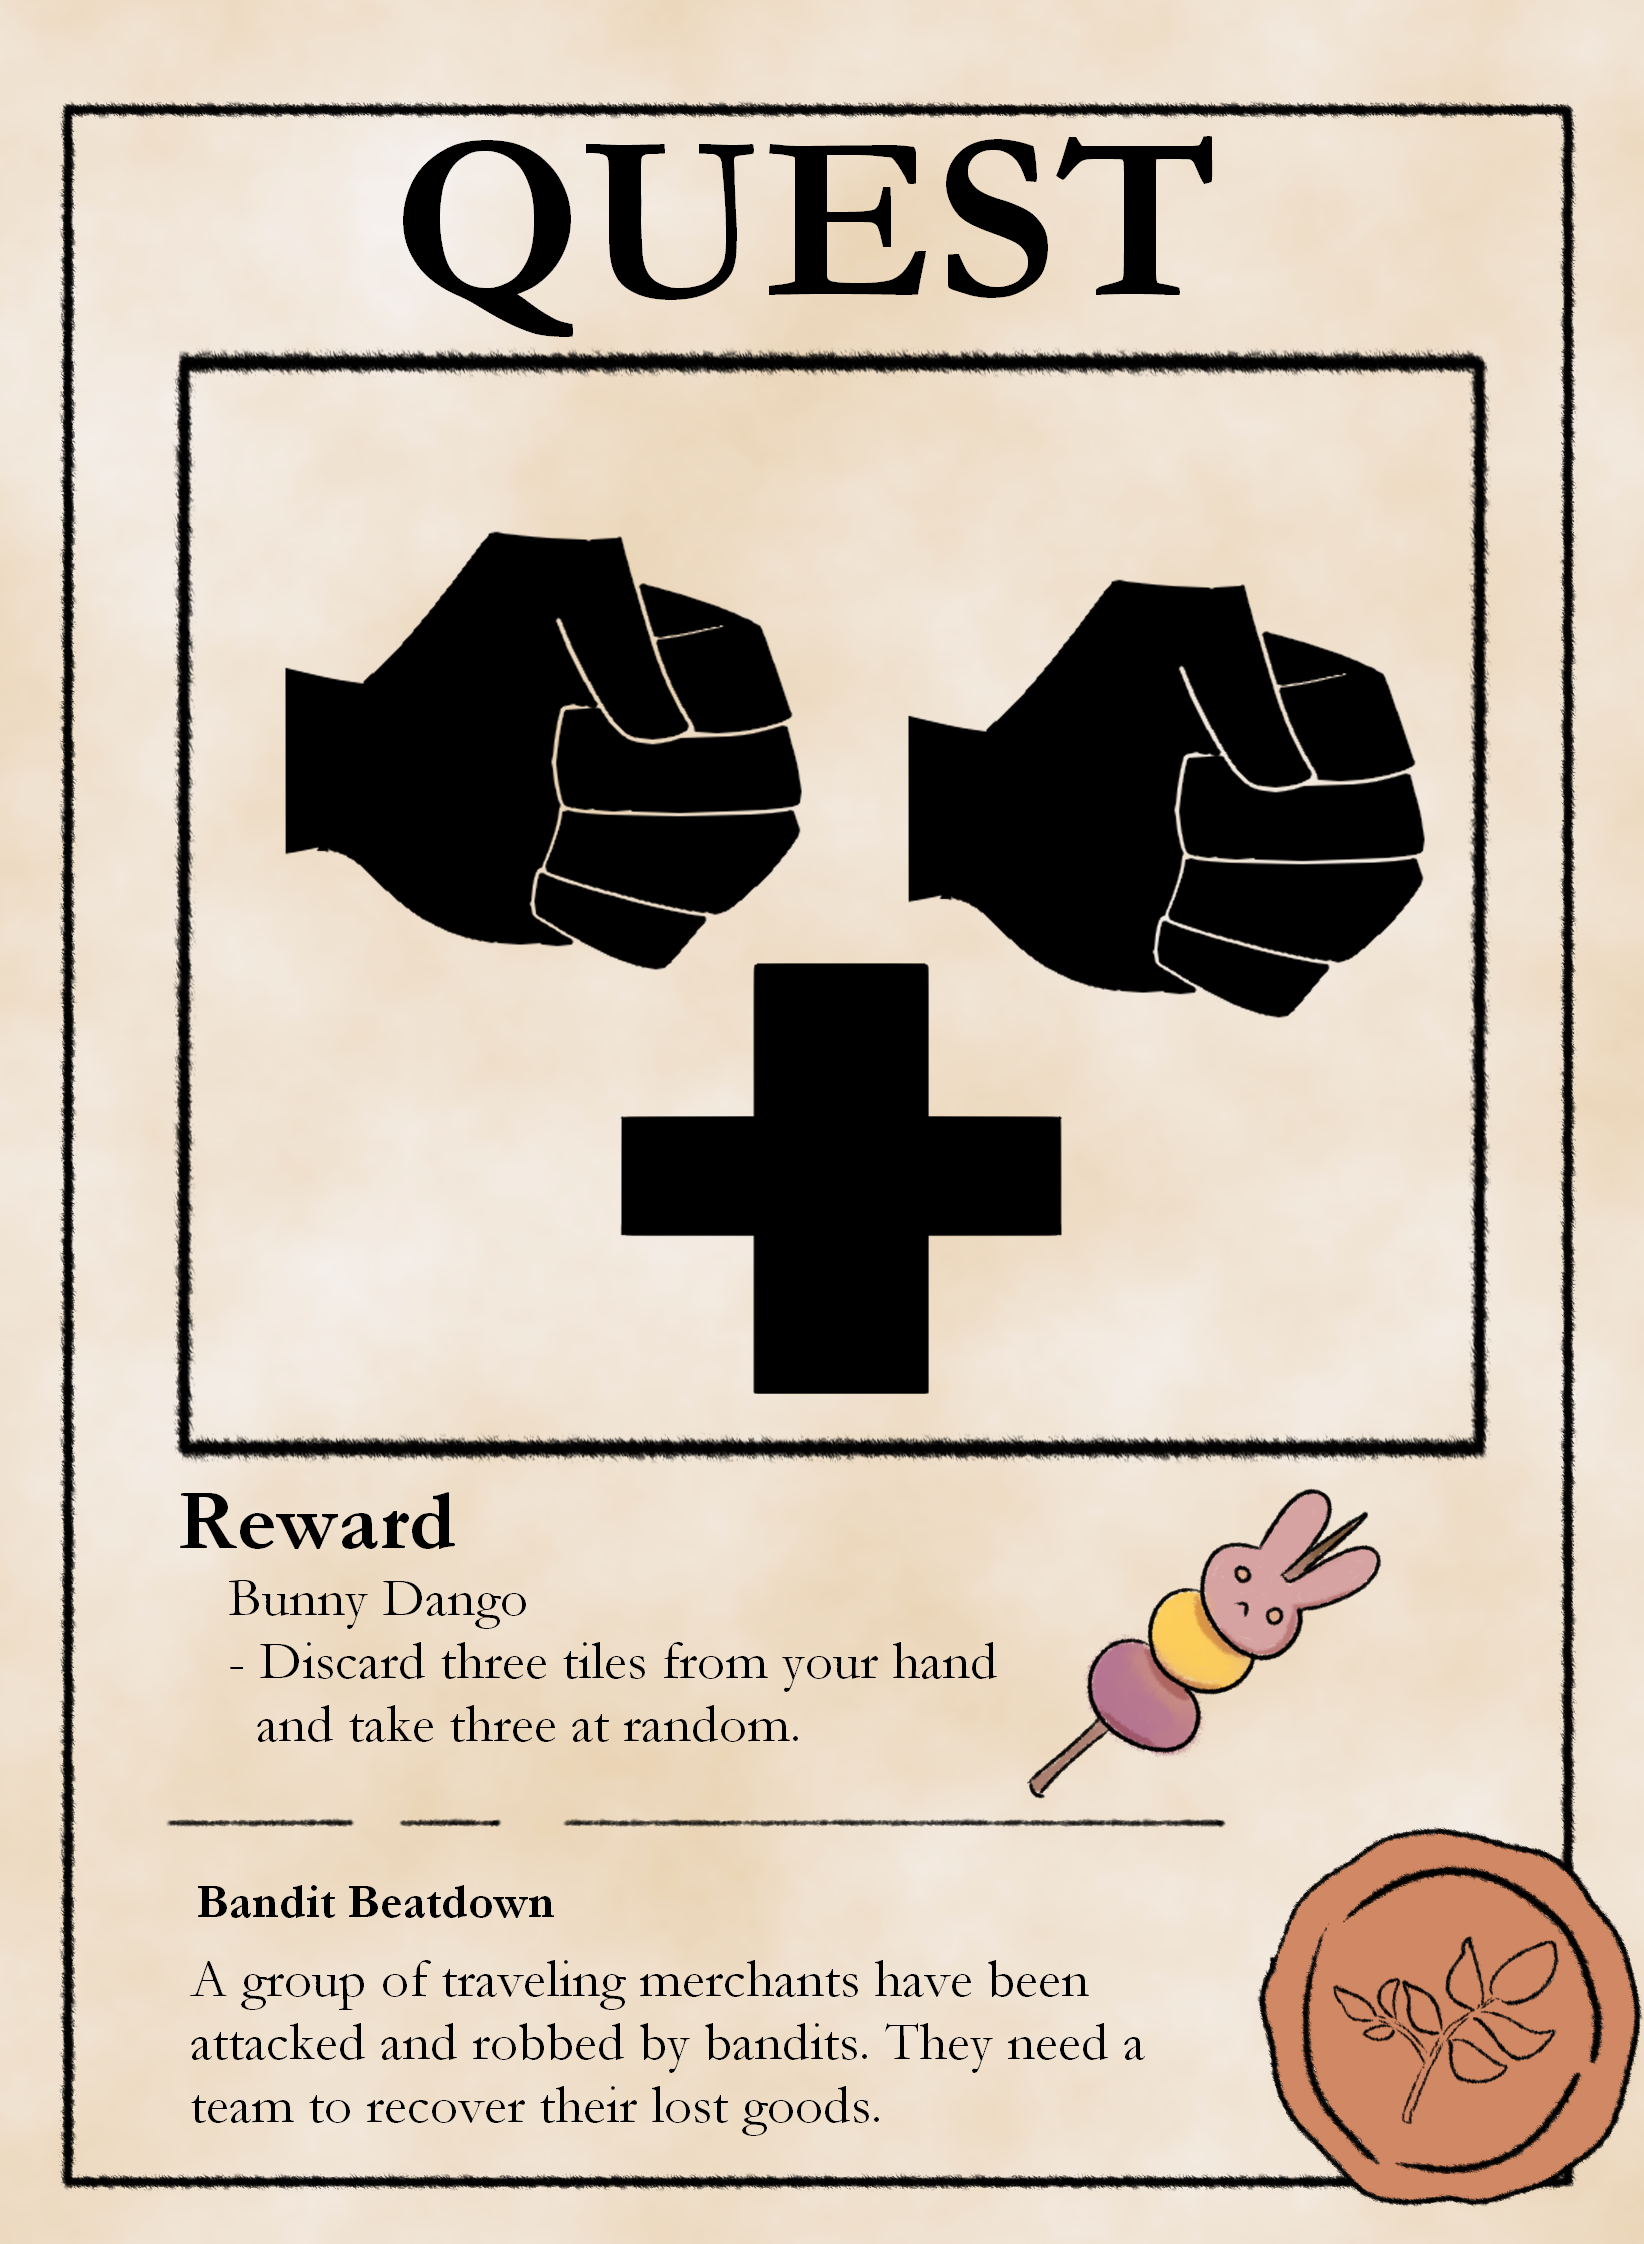 QUEST
Reward
Bunny Dango
- Discard three tiles from your hand
and take three at random.
Bandit Beatdown
A group of traveling merchants have been
attacked and robbed by bandits. They need a
team to recover their lost goods.